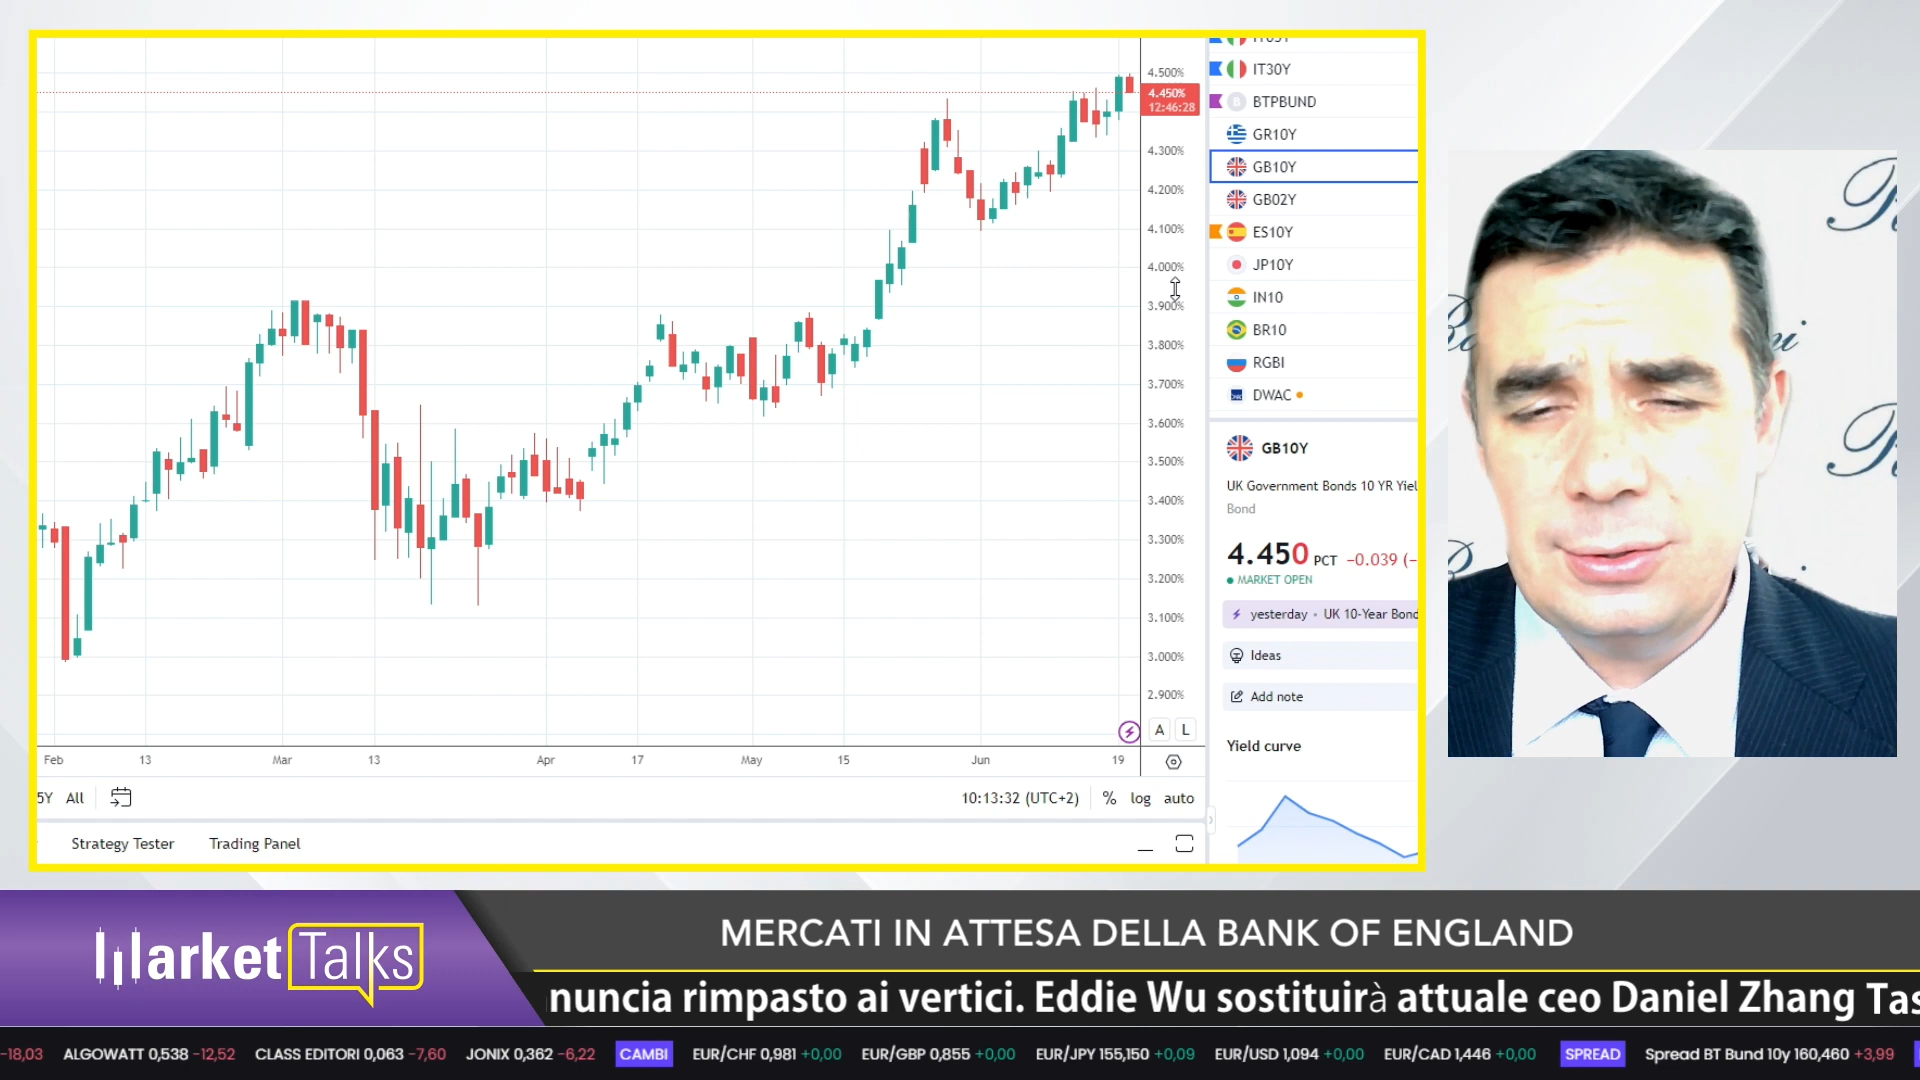 4.500%
4.450%
12:46:28
4.300%
4.200%
4.100%
4.000%
3.900%
3.800%
3.700%
3.600%
3.500%
3.400%
3.300%
3.200%
3.100%
3.000%
2.900%
A L
Feb 13 Mar 13 Apr 17 May 15 Jun 19
5Y All
10:13:32 (UTC+2) % log auto
Strategy Tester Trading Panel
IT30Y
BTPBUND
GR10Y
GB10Y
GB02Y
ES10Y
JP10Y
IN10
BR10
RGBI
DWAC
GB10Y
UK Government Bonds 10 YR Yiel
Bond
4.450 PCT −0.039 (−
MARKET OPEN
yesterday • UK 10-Year Bond
Ideas
Add note
Yield curve
Market Talks
MERCATI IN ATTESA DELLA BANK OF ENGLAND
nnuncia rimpasto ai vertici. Eddie Wu sostituirà attuale ceo Daniel Zhang Tas
-18,03 ALGOWATT 0,538 -12,52 CLASS EDITORI 0,063 -7,60 JONIX 0,362 -6,22 CAMBI EUR/CHF 0,981 +0,00 EUR/GBP 0,855 +0,00 EUR/JPY 155,150 +0,09 EUR/USD 1,094 +0,00 EUR/CAD 1,446 +0,00 SPREAD Spread BT Bund 10y 160,460 +3,99